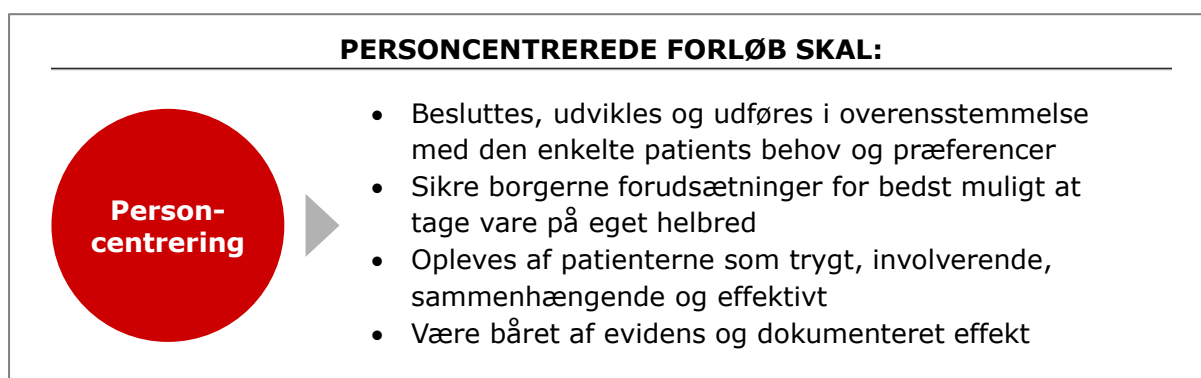 PERSONCENTREREDE FORLØB SKAL:
Person-
centrering
• Besluttes, udvikles og udføres i overensstemmelse
med den enkelte patients behov og præferencer
• Sikre borgerne forudsætninger for bedst muligt at
tage vare på eget helbred
• Opleves af patienterne som trygt, involverende,
sammenhængende og effektivt
• Være båret af evidens og dokumenteret effekt